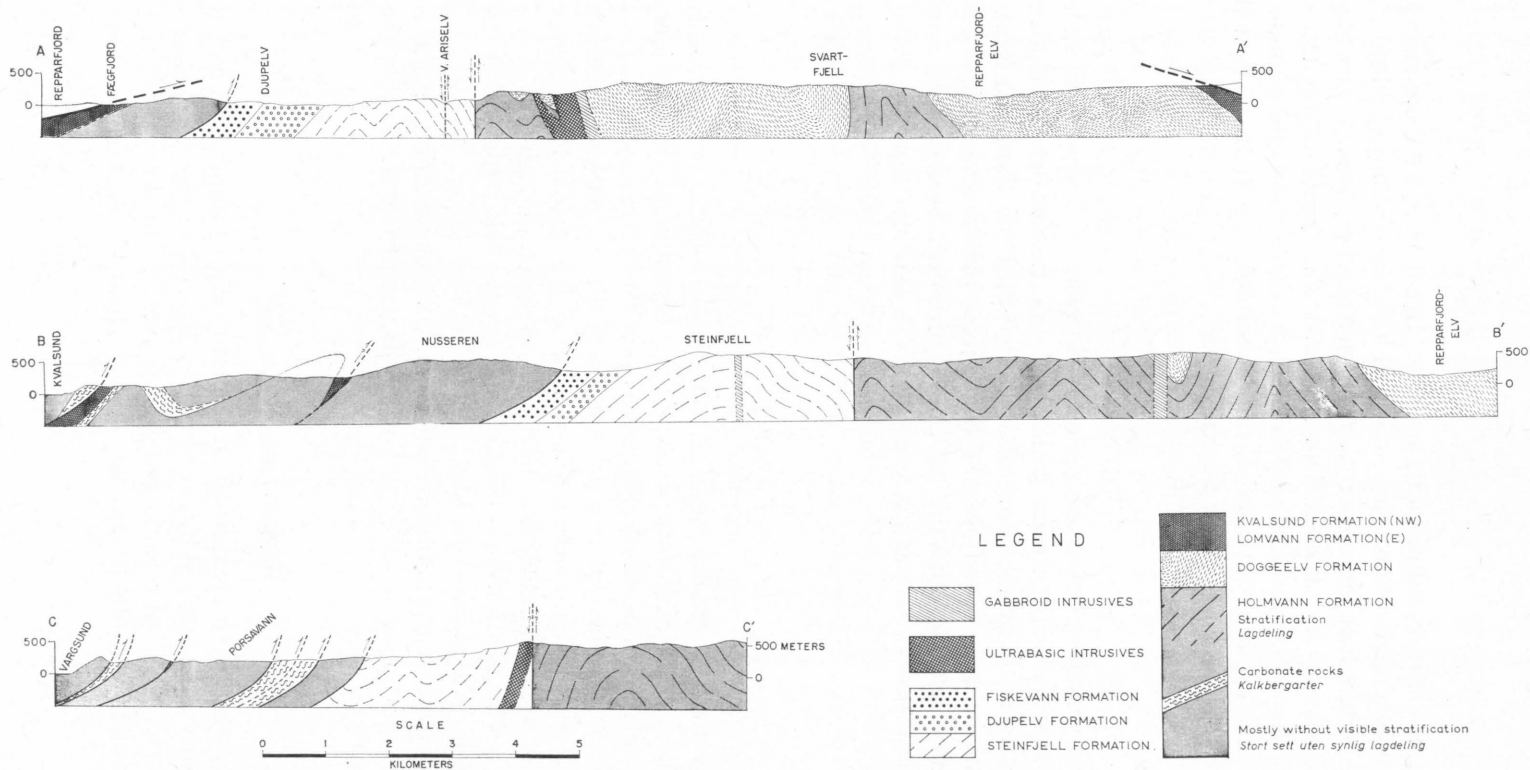 A
REPPARFJORD
FÆGFJORD
DJUPELV
V. ARISELV
SVART-
FJELL
REPPARFJORD-
ELV
A'
500
0
500
0
B
KVALSUND
NUSSEREN
STEINFJELL
REPPARFJORD-
ELV
B'
500
0
500
0
C
VARGSUND
PORSAVANN
C'
500
0
500 METERS
0
SCALE
0 1 2 3 4 5
KILOMETERS
LEGEND
GABBROID INTRUSIVES
ULTRABASIC INTRUSIVES
FISKEVANN FORMATION
DJUPELV FORMATION
STEINFJELL FORMATION.
KVALSUND FORMATION (NW)
LOMVANN FORMATION (E)
DOGGEELV FORMATION
HOLMVANN FORMATION
Stratification
Lagdeling
Carbonate rocks
Kalkbergarter
Mostly without visible stratification
Stort sett uten synlig lagdeling